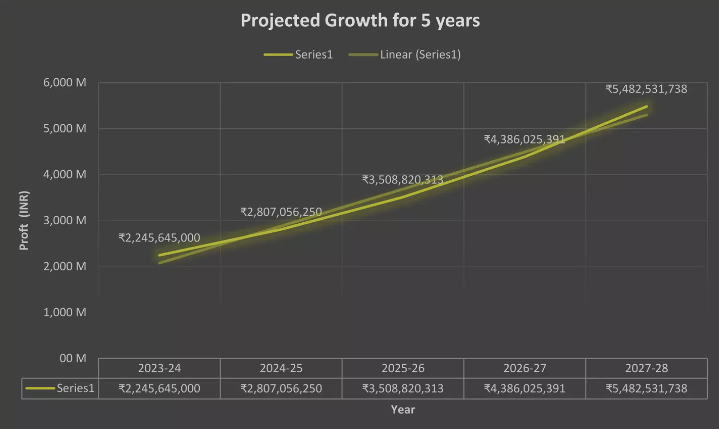 Projected Growth for 5 years
Series1 Linear (Series1)
6,000 M
5,000 M
4,000 M
3,000 M
2,000 M
1,000 M
00 M
Proft (INR)
₹2,245,645,000
₹2,807,056,250
₹3,508,820,313
₹4,386,025,391
₹5,482,531,738
2023-24 2024-25 2025-26 2026-27 2027-28
Series1 ₹2,245,645,000 ₹2,807,056,250 ₹3,508,820,313 ₹4,386,025,391 ₹5,482,531,738
Year